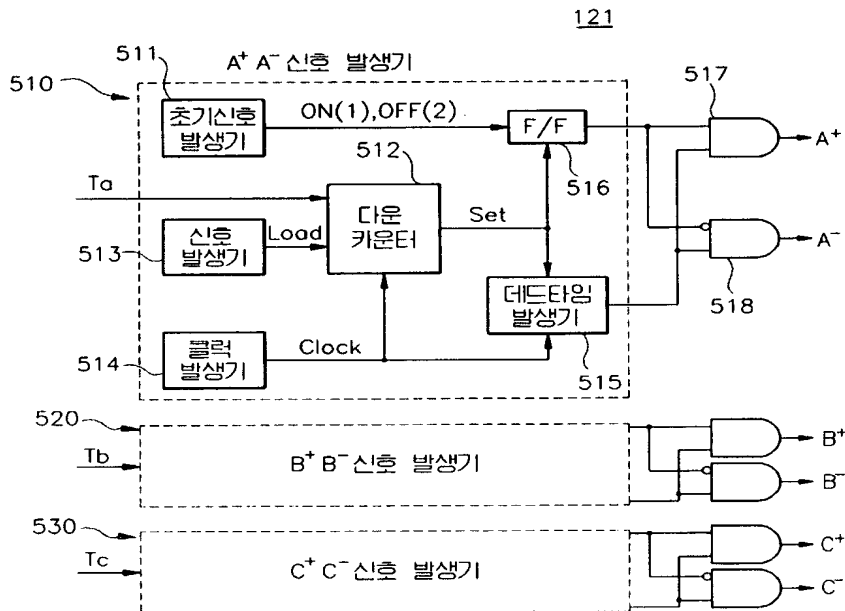 121
511
A⁺ A⁻ 신호 발생기
510
초기신호
발생기
ON(1),OFF(2)
F/F
516
517
A⁺
512
Ta
다운
카운터
Set
513
신호
발생기
Load
A⁻
518
데드타임
발생기
515
514
클럭
발생기
Clock
520
Tb
B⁺ B⁻ 신호 발생기
B⁺
B⁻
530
Tc
C⁺ C⁻ 신호 발생기
C⁺
C⁻